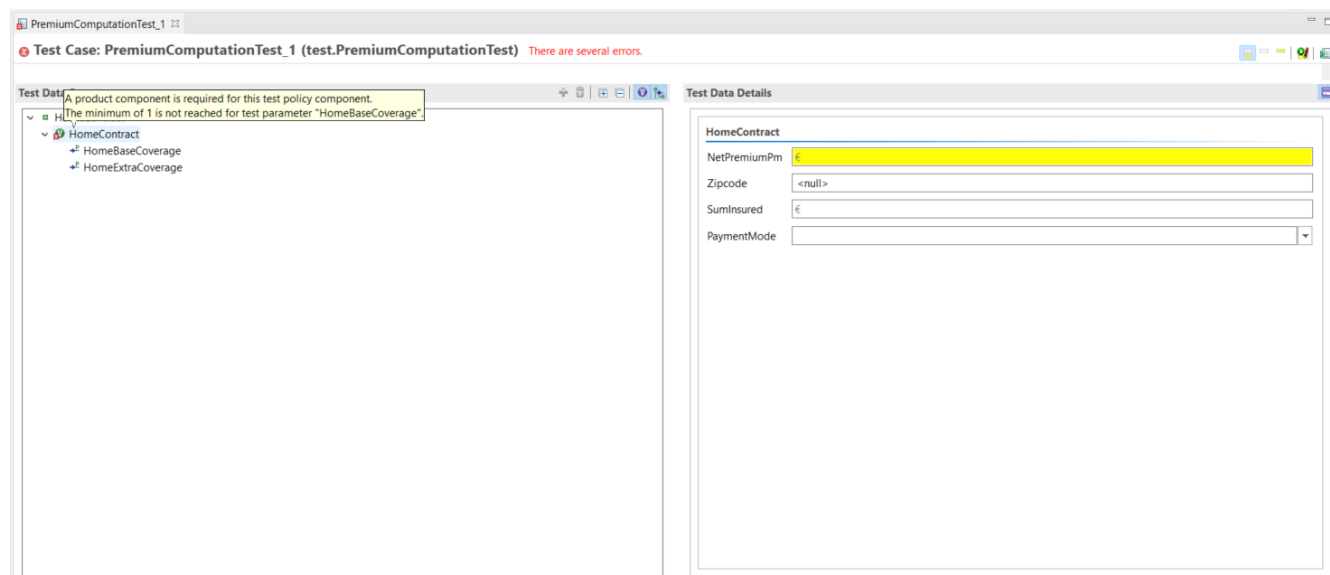 PremiumComputationTest_1
Test Case: PremiumComputationTest_1 (test.PremiumComputationTest) There are several errors.
Test Data
A product component is required for this test policy component.
The minimum of 1 is not reached for test parameter "HomeBaseCoverage".
HomeContract
HomeBaseCoverage
HomeExtraCoverage
Test Data Details
HomeContract
NetPremiumPm €
Zipcode <null>
SumInsured €
PaymentMode